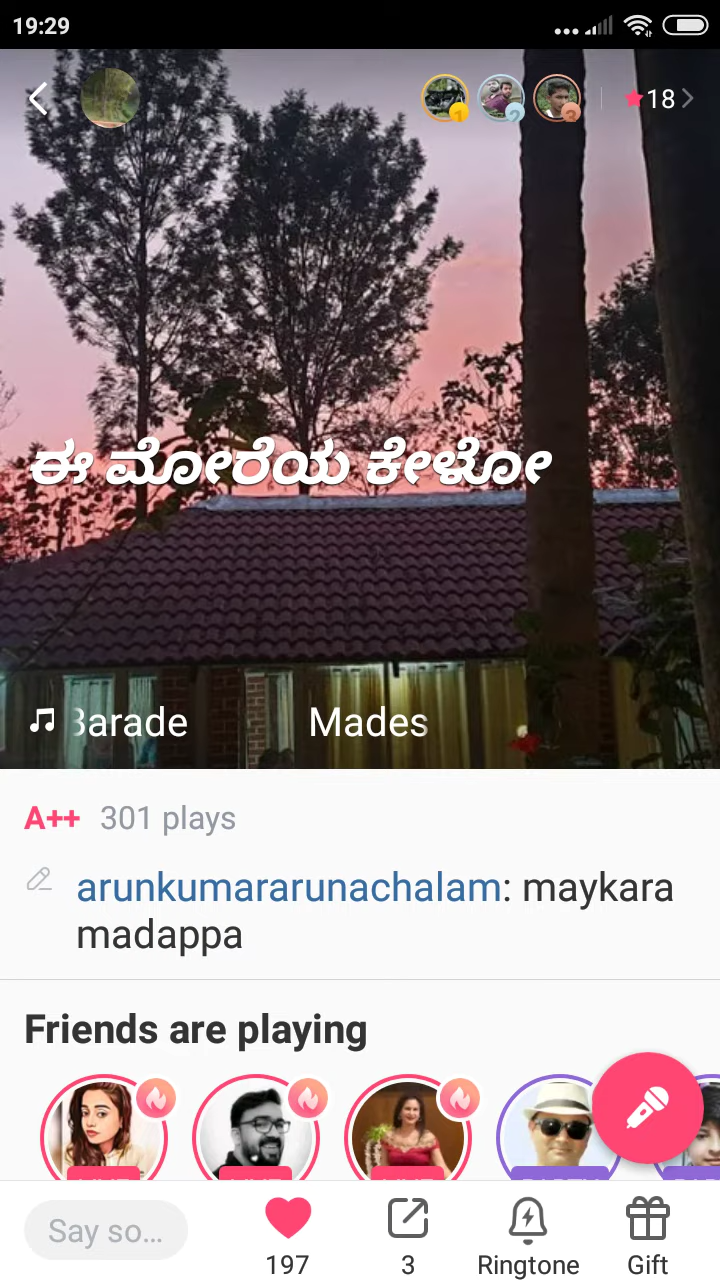 19:29
18
ಈ ಮೋರೆಯ ಕೇಳೋ
Barade Mades
A++ 301 plays
arunkumararunachalam: maykara
madappa
Friends are playing
Say so...
197
3
Ringtone
Gift